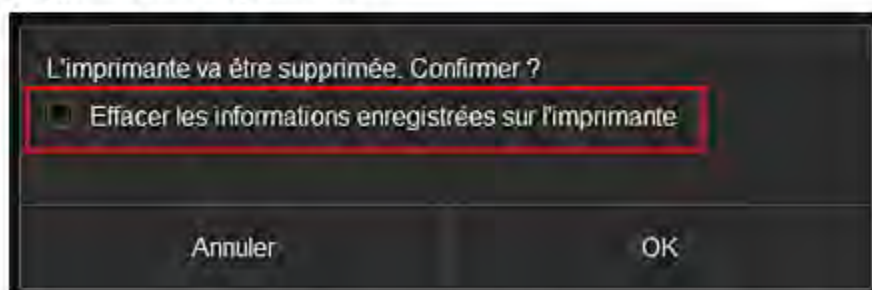 L'imprimante va être supprimée. Confirmer ?
Effacer les informations enregistrées sur l'imprimante
Annuler
OK